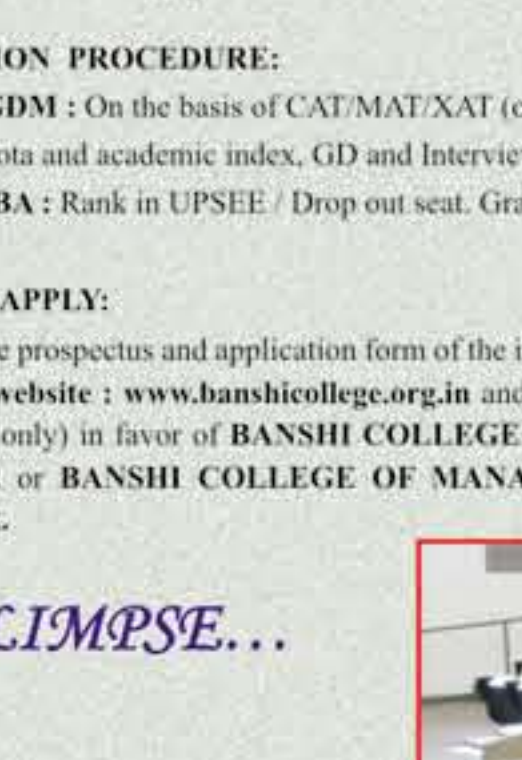 ION PROCEDURE:
GDM : On the basis of CAT/MAT/XAT (o
ota and academic index, GD and Intervie
BA : Rank in UPSEE / Drop out seat. Gra
APPLY:
e prospectus and application form of the i
website : www.banshicollege.org.in and
only) in favor of BANSHI COLLEGE
or BANSHI COLLEGE OF MANA
LIMPSE...